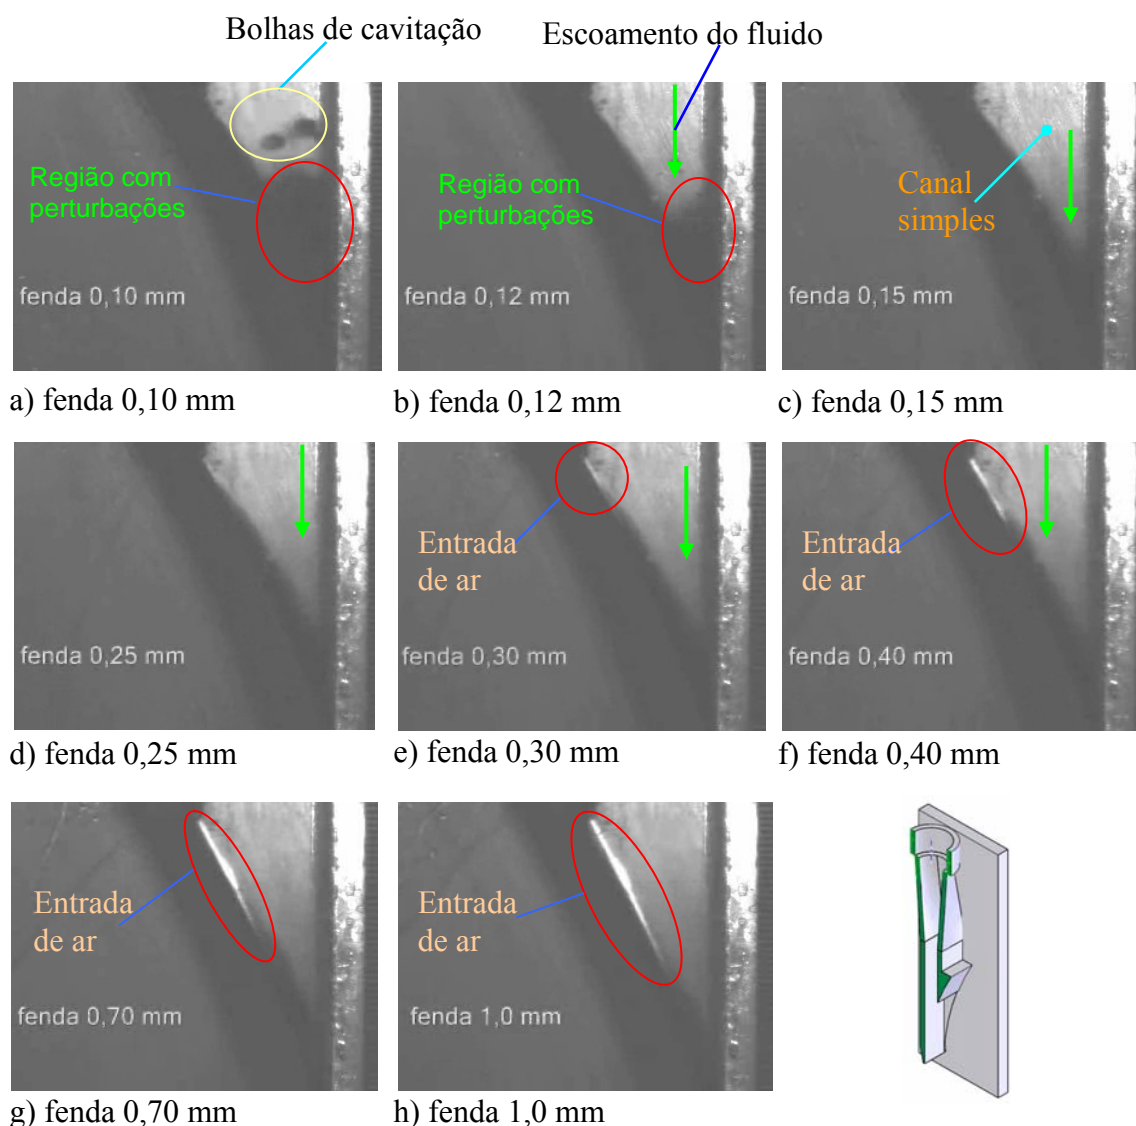 Bolhas de cavitação
Escoamento do fluido
Região com
perturbações
fenda 0,10 mm
Região com
perturbações
fenda 0,12 mm
Canal
simples
fenda 0,15 mm
a) fenda 0,10 mm
b) fenda 0,12 mm
c) fenda 0,15 mm
fenda 0,25 mm
Entrada
de ar
fenda 0,30 mm
Entrada
de ar
fenda 0,40 mm
d) fenda 0,25 mm
e) fenda 0,30 mm
f) fenda 0,40 mm
Entrada
de ar
fenda 0,70 mm
Entrada
de ar
fenda 1,0 mm
g) fenda 0,70 mm
h) fenda 1,0 mm